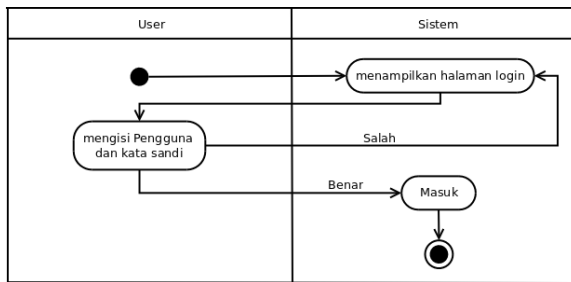 User
Sistem
menampilkan halaman login
mengisi Pengguna
dan kata sandi
Salah
Benar
Masuk